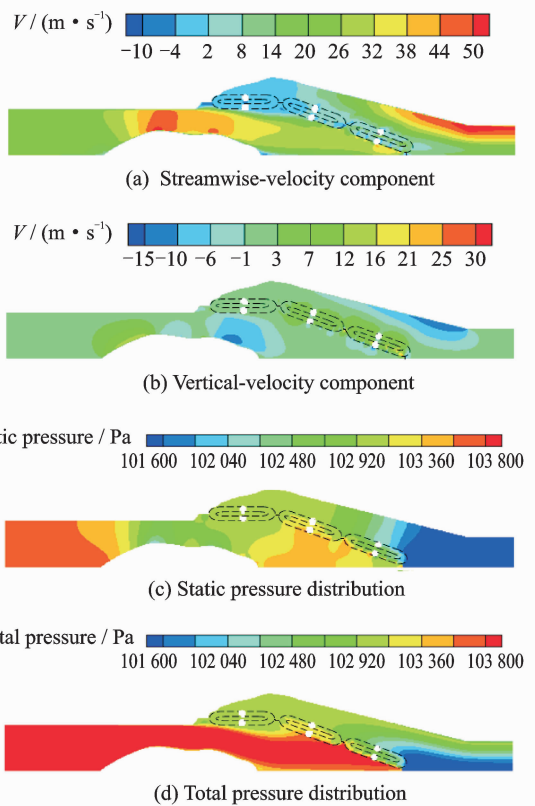 V / (m·s⁻¹)
−10 −4 2 8 14 20 26 32 38 44 50
(a) Streamwise-velocity component
V / (m·s⁻¹)
−15 −10 −6 −1 3 7 12 16 21 25 30
(b) Vertical-velocity component
tic pressure / Pa
101 600 102 040 102 480 102 920 103 360 103 800
(c) Static pressure distribution
tal pressure / Pa
101 600 102 040 102 480 102 920 103 360 103 800
(d) Total pressure distribution